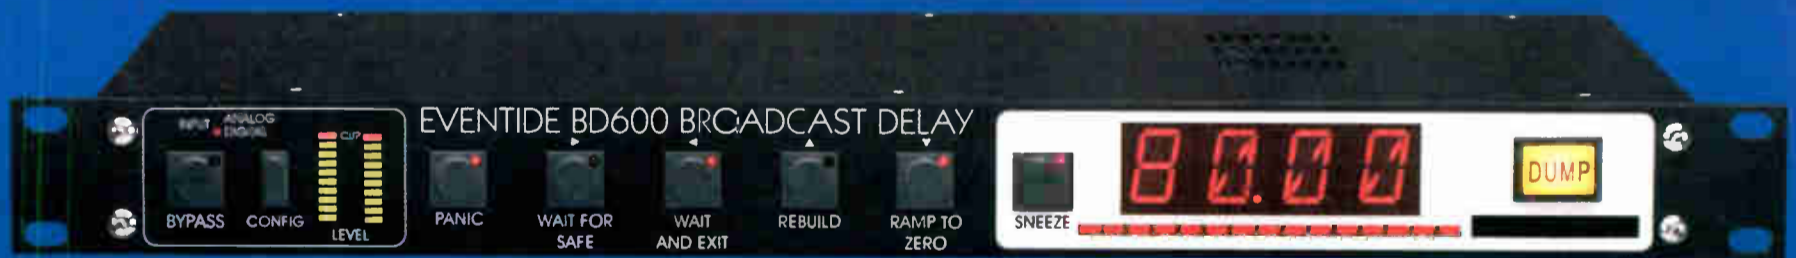 EVENTIDE BD600 BROADCAST DELAY
INPUT ANALOG
DIGITAL
CLIP
BYPASS
CONFIG
LEVEL
PANIC
WAIT FOR
SAFE
WAIT
AND EXIT
REBUILD
RAMP TO
ZERO
SNEEZE
80.00
DUMP